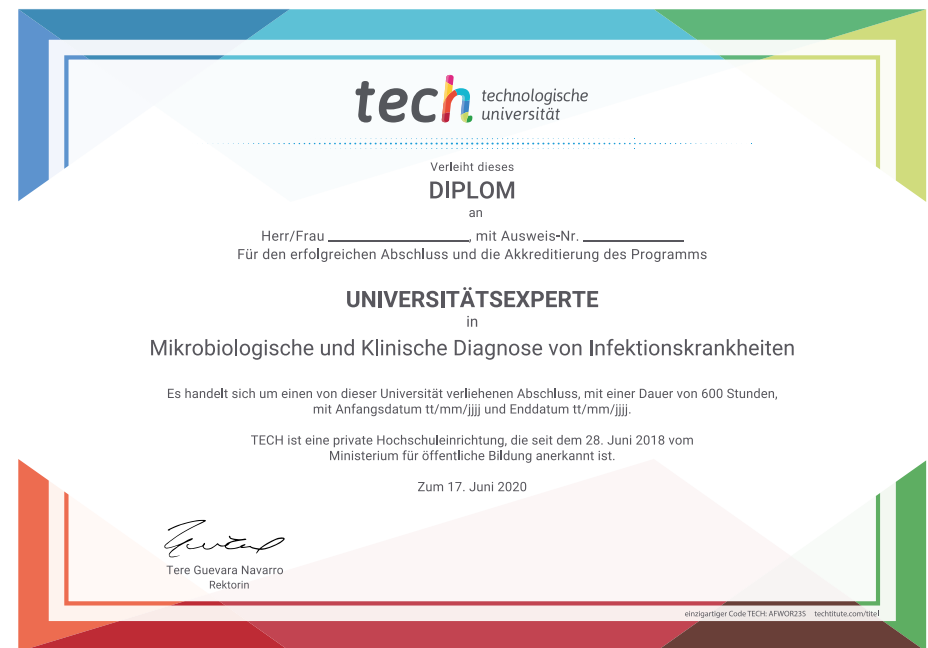 tech technologische
universität
Verleiht dieses
DIPLOM
an
Herr/Frau ____________________, mit Ausweis-Nr. ______________
Für den erfolgreichen Abschluss und die Akkreditierung des Programms
UNIVERSITÄTSEXPERTE
in
Mikrobiologische und Klinische Diagnose von Infektionskrankheiten
Es handelt sich um einen von dieser Universität verliehenen Abschluss, mit einer Dauer von 600 Stunden,
mit Anfangsdatum tt/mm/jjjj und Enddatum tt/mm/jjjj.
TECH ist eine private Hochschuleinrichtung, die seit dem 28. Juni 2018 vom
Ministerium für öffentliche Bildung anerkannt ist.
Zum 17. Juni 2020
Tere Guevara Navarro
Rektorin
einzigartiger Code TECH: AFWOR23S techtitute.com/titel